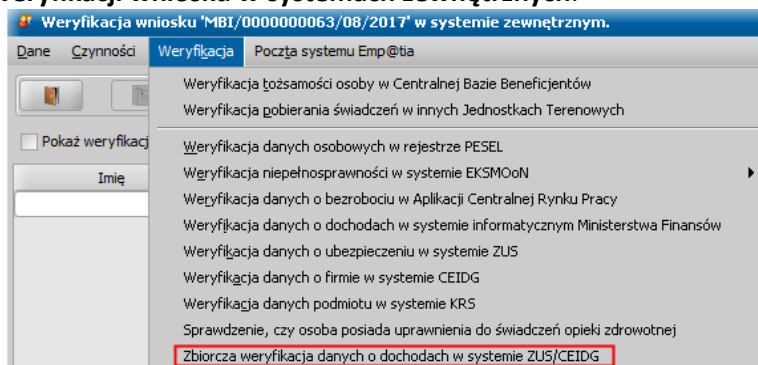 Weryfikacja wniosku 'MBI/0000000063/08/2017' w systemie zewnętrznym.
Dane Czynności Weryfikacja Poczta systemu Emp@tia
Weryfikacja tożsamości osoby w Centralnej Bazie Beneficjentów
Weryfikacja pobierania świadczeń w innych Jednostkach Terenowych
Pokaż weryfikacj
Weryfikacja danych osobowych w rejestrze PESEL
Imię
Weryfikacja niepełnosprawności w systemie EKSMOoN
Weryfikacja danych o bezrobociu w Aplikacji Centralnej Rynku Pracy
Weryfikacja danych o dochodach w systemie informatycznym Ministerstwa Finansów
Weryfikacja danych o ubezpieczeniu w systemie ZUS
Weryfikacja danych o firmie w systemie CEIDG
Weryfikacja danych podmiotu w systemie KRS
Sprawdzenie, czy osoba posiada uprawnienia do świadczeń opieki zdrowotnej
Zbiorcza weryfikacja danych o dochodach w systemie ZUS/CEIDG